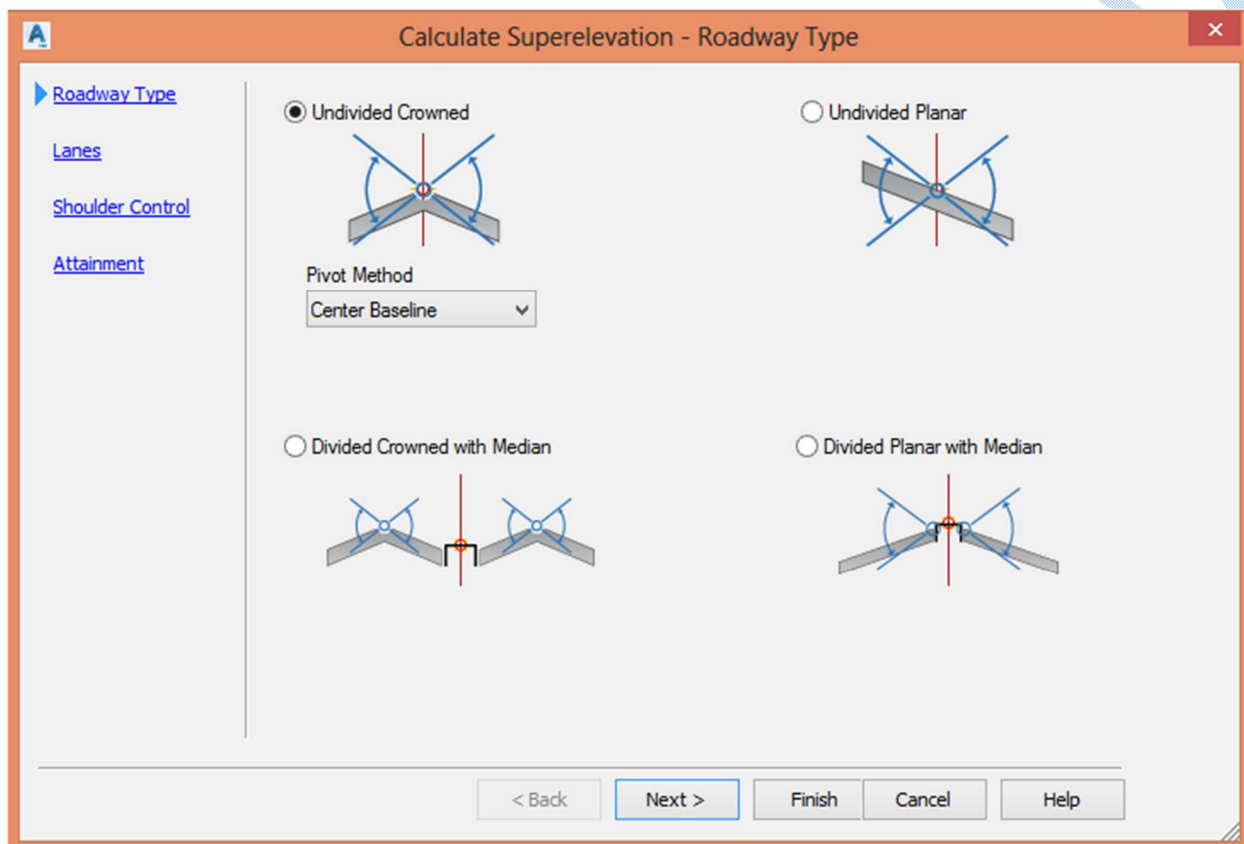 Calculate Superelevation - Roadway Type
Roadway Type
Lanes
Shoulder Control
Attainment
Undivided Crowned
Undivided Planar
Pivot Method
Center Baseline
Divided Crowned with Median
Divided Planar with Median
< Back
Next >
Finish
Cancel
Help